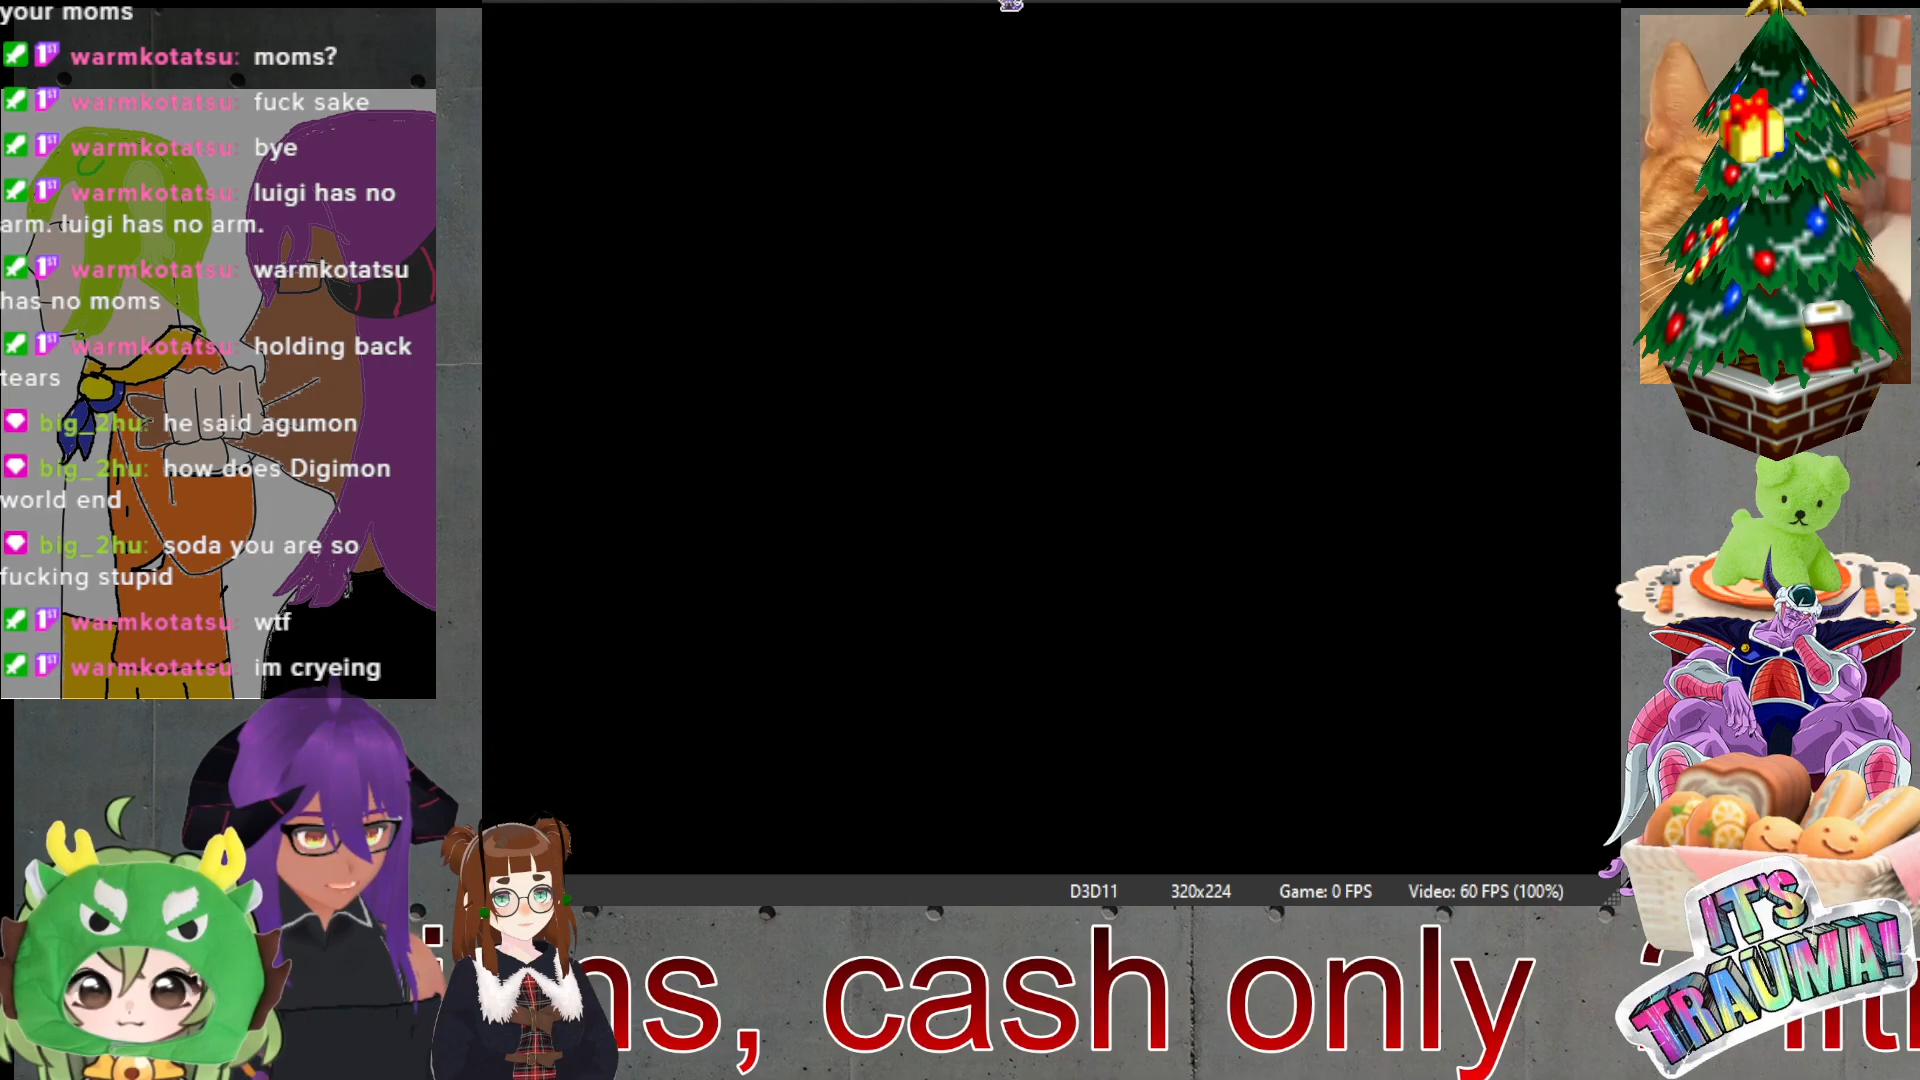 your moms
warmkotatsu: moms?
warmkotatsu: fuck sake
warmkotatsu: bye
warmkotatsu: luigi has no
arm. luigi has no arm.
warmkotatsu: warmkotatsu
has no moms
warmkotatsu: holding back
tears
big_2hu: he said agumon
big_2hu: how does Digimon
world end
big_2hu: soda you are so
fucking stupid
warmkotatsu: wtf
warmkotatsu: im cryeing
D3D11 320x224 Game: 0 FPS Video: 60 FPS (100%)
cash only
IT'S
TRAUMA!